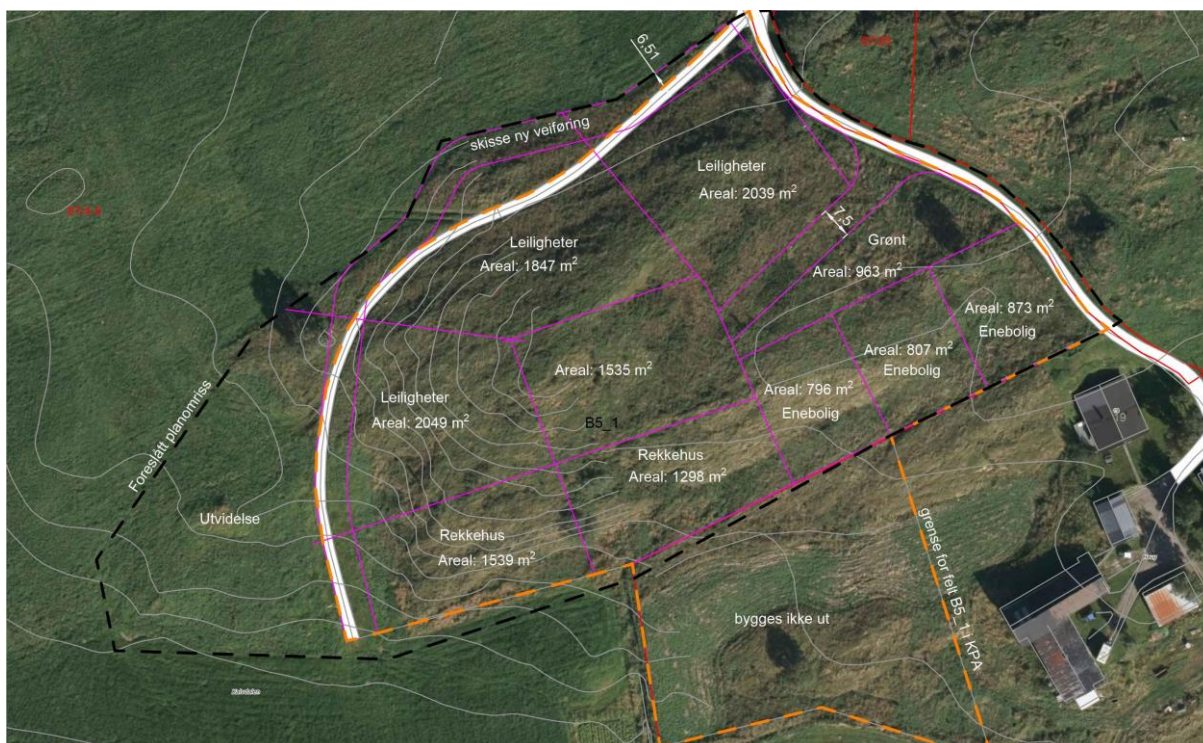 6,51
skisse ny veiføring
Leiligheter
Areal: 2039 m²
7,5
Grønt
Areal: 963 m²
Leiligheter
Areal: 1847 m²
Areal: 873 m²
Enebolig
Areal: 807 m²
Enebolig
Areal: 796 m²
Enebolig
Areal: 1535 m²
B5_1
Leiligheter
Areal: 2049 m²
Foreslått planomriss
Rekkehus
Areal: 1298 m²
Utvidelse
Rekkehus
Areal: 1539 m²
grense for felt B5_1 i KPA
bygges ikke ut